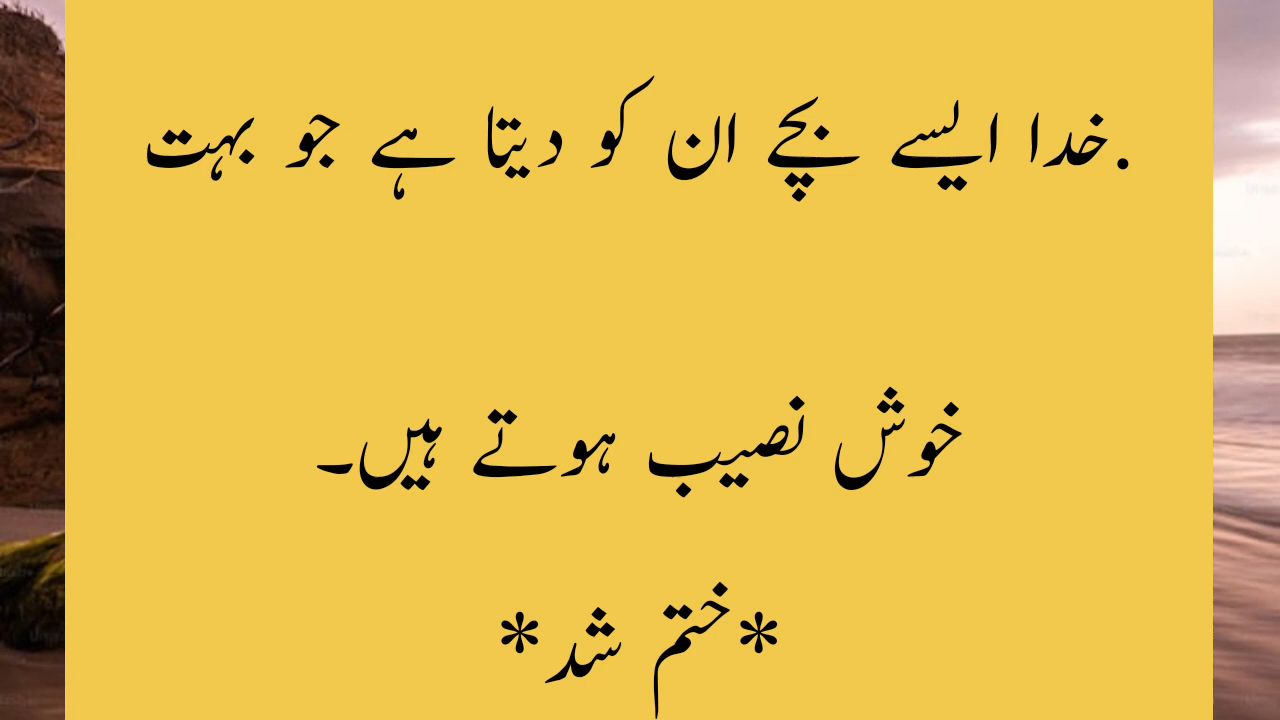 .خدا ایسے بچے ان کو دیتا ہے جو بہت
خوش نصیب ہوتے ہیں۔
*ختم شد*